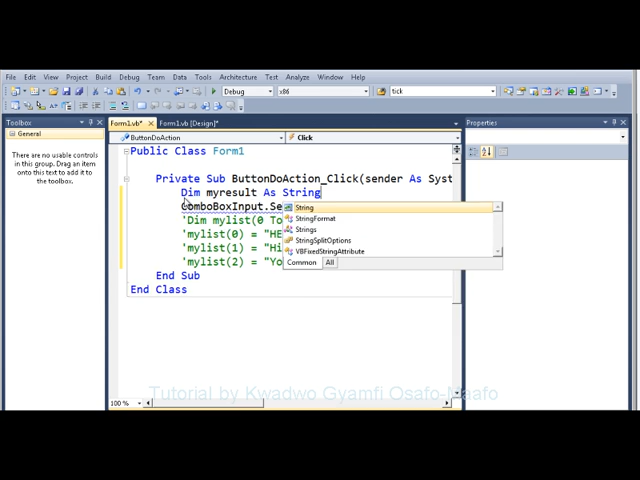 File Edit View Project Build Debug Team Data Tools Architecture Test Analyze Window Help
Debug x86 tick
Toolbox
General
There are no usable controls
in this group. Drag an item
onto this text to add it to
the toolbox.
Form1.vb* Form1.vb [Design]*
ButtonDoAction Click
Public Class Form1
Private Sub ButtonDoAction_Click(sender As Syst
Dim myresult As String
ComboBoxInput.Se
'Dim mylist(0 To
'mylist(0) = "HE
'mylist(1) = "Hi
'mylist(2) = "Yo
End Sub
End Class
String
StringFormat
Strings
StringSplitOptions
VBFixedStringAttribute
Common All
Properties
Tutorial by Kwadwo Gyamfi Osafo-Maafo
100 %